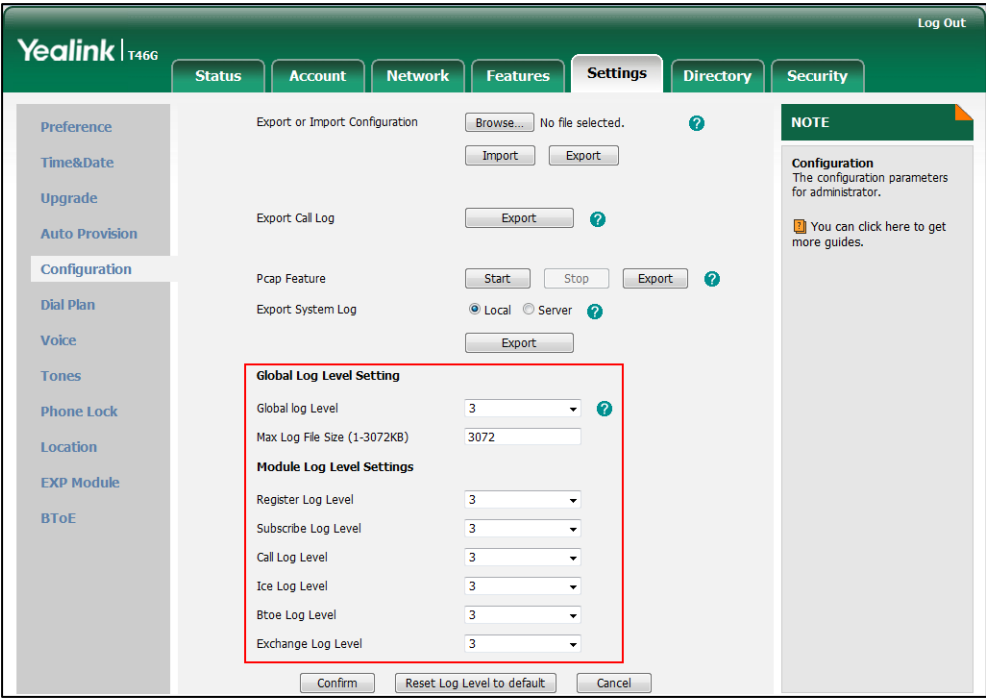 Log Out
Yealink | T46G
Status Account Network Features Settings Directory Security
Preference
Time&Date
Upgrade
Auto Provision
Configuration
Dial Plan
Voice
Tones
Phone Lock
Location
EXP Module
BToE
Export or Import Configuration Browse... No file selected. ?
Import Export
Export Call Log Export ?
Pcap Feature Start Stop Export ?
Export System Log Local Server ?
Export
Global Log Level Setting
Global log Level 3 ?
Max Log File Size (1-3072KB) 3072
Module Log Level Settings
Register Log Level 3
Subscribe Log Level 3
Call Log Level 3
Ice Log Level 3
Btoe Log Level 3
Exchange Log Level 3
Confirm Reset Log Level to default Cancel
NOTE
Configuration
The configuration parameters
for administrator.
? You can click here to get
more guides.